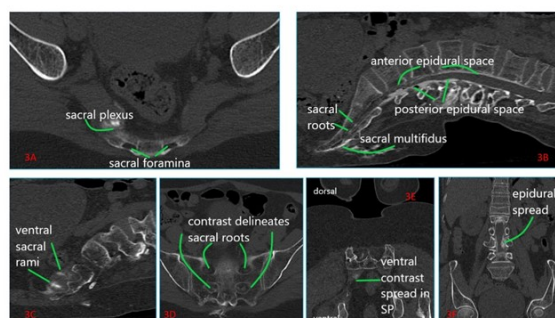 sacral plexus
sacral foramina
3A
anterior epidural space
posterior epidural space
sacral
roots
sacral multifidus
3B
ventral
sacral
rami
3C
contrast delineates
sacral roots
3D
dorsal
3E
ventral
contrast
spread in
SP
epidural
spread